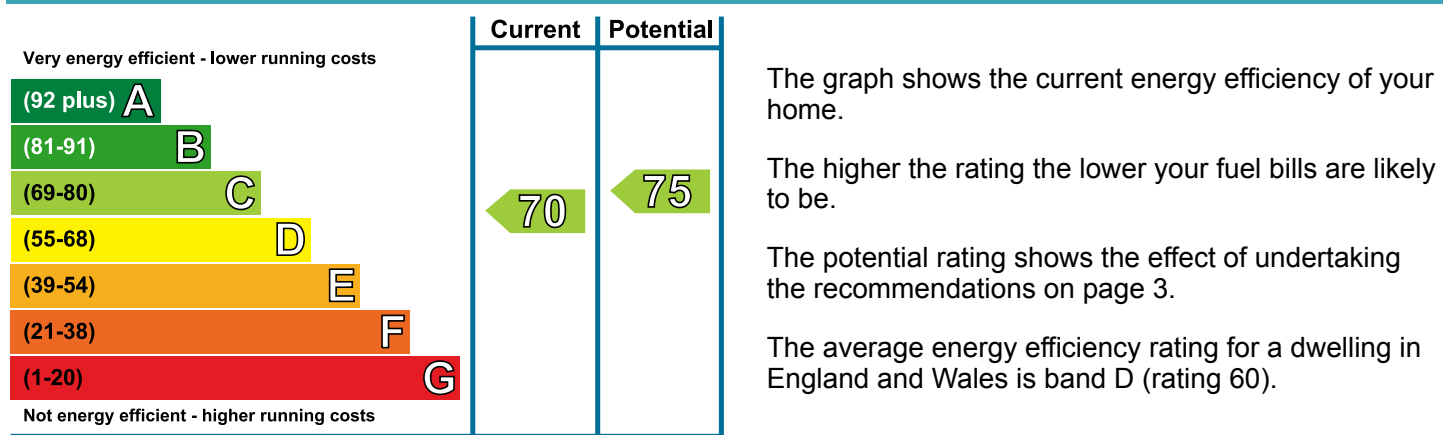 Current Potential
Very energy efficient - lower running costs
(92 plus) A
(81-91) B
(69-80) C
(55-68) D
(39-54) E
(21-38) F
(1-20) G
Not energy efficient - higher running costs
70
75
The graph shows the current energy efficiency of your
home.
The higher the rating the lower your fuel bills are likely
to be.
The potential rating shows the effect of undertaking
the recommendations on page 3.
The average energy efficiency rating for a dwelling in
England and Wales is band D (rating 60).